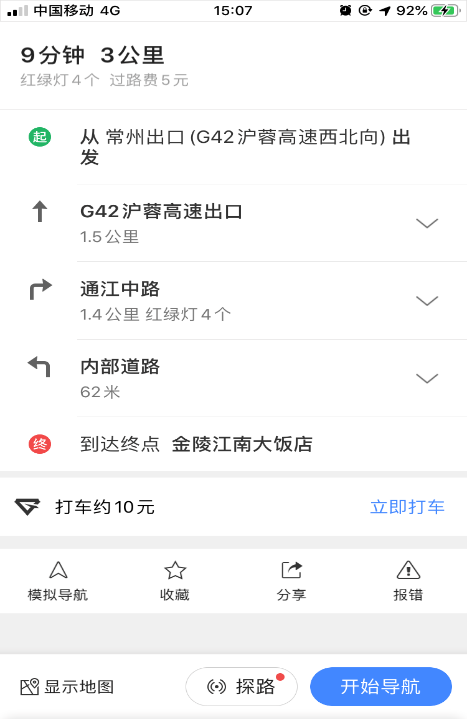 中国移动 4G 15:07 92%
9分钟 3公里
红绿灯4个 过路费5元
起 从 常州出口 (G42沪蓉高速西北向) 出
发
G42沪蓉高速出口
1.5公里
通江中路
1.4公里 红绿灯4个
内部道路
62米
终 到达终点 金陵江南大饭店
打车约10元 立即打车
模拟导航 收藏 分享 报错
显示地图 探路 开始导航